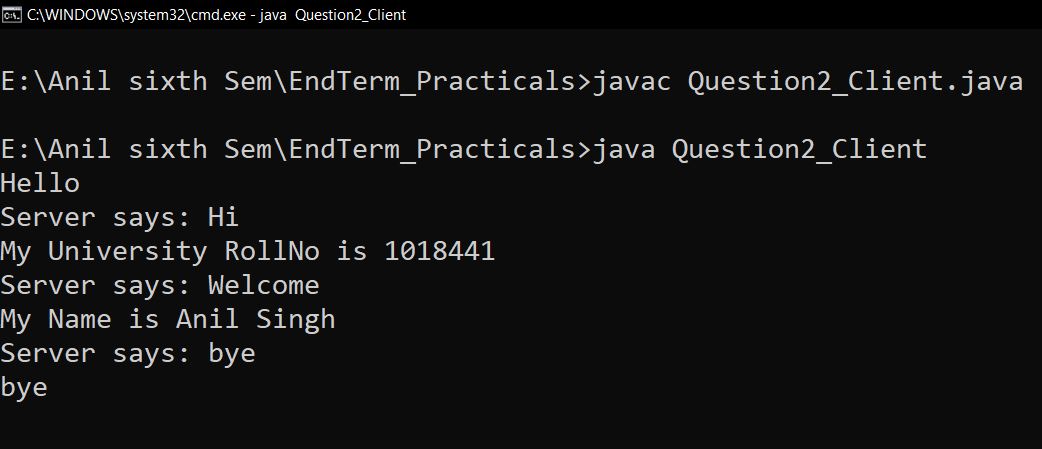 C:\WINDOWS\system32\cmd.exe - java  Question2_Client
E:\Anil sixth Sem\EndTerm_Practicals>javac Question2_Client.java
E:\Anil sixth Sem\EndTerm_Practicals>java Question2_Client
Hello
Server says: Hi
My University RollNo is 1018441
Server says: Welcome
My Name is Anil Singh
Server says: bye
bye